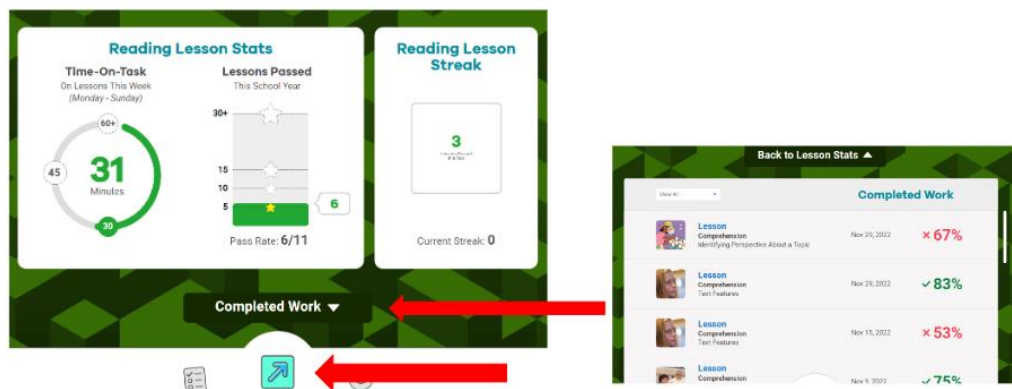 Reading Lesson Stats
Time-On-Task
On Lessons This Week
(Monday - Sunday)
60+
45
31
Minutes
30
Lessons Passed
This School Year
30+
15
10
5
6
Pass Rate: 6/11
Reading Lesson
Streak
3
Current Streak: 0
Completed Work
Back to Lesson Stats
Show All
Completed Work
Lesson
Comprehension
Identifying Perspective About a Topic
Nov 29, 2022
67%
Lesson
Comprehension
Text Features
Nov 29, 2022
83%
Lesson
Comprehension
Text Features
Nov 15, 2022
53%
Lesson
Comprehension
Nov 9, 2022
75%